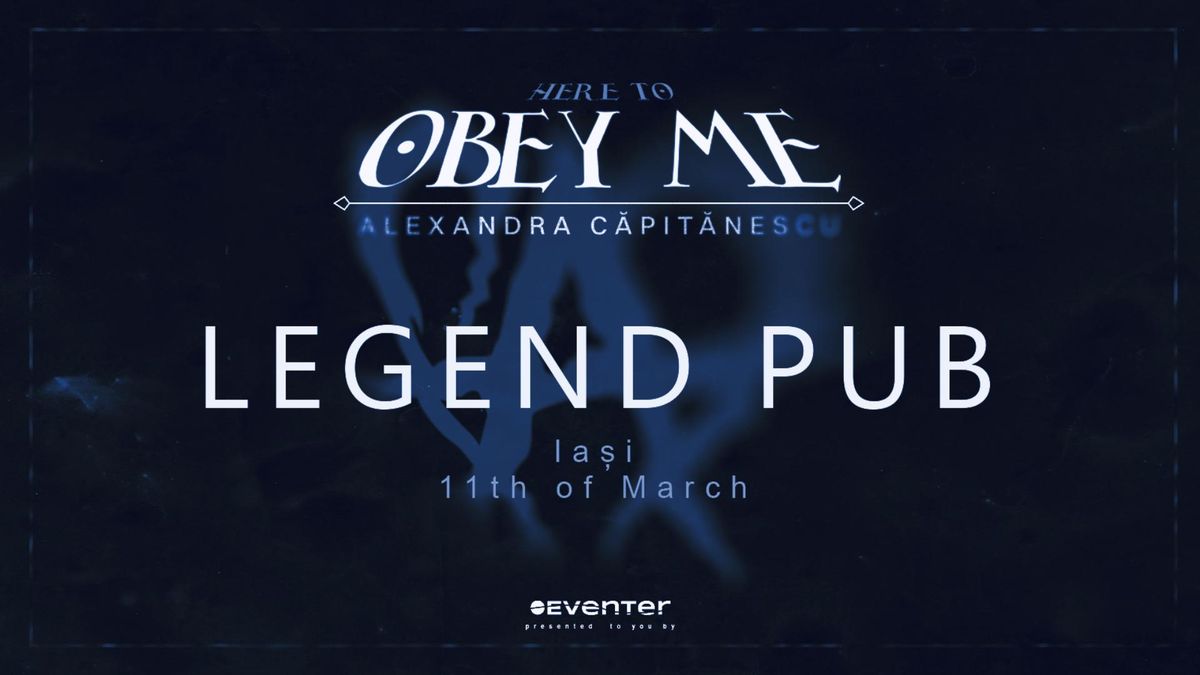 HERE TO
OBEY ME
ALEXANDRA CĂPITĂNESCU
LEGEND PUB
Iași
11th of March
EVENTER
presented to you by